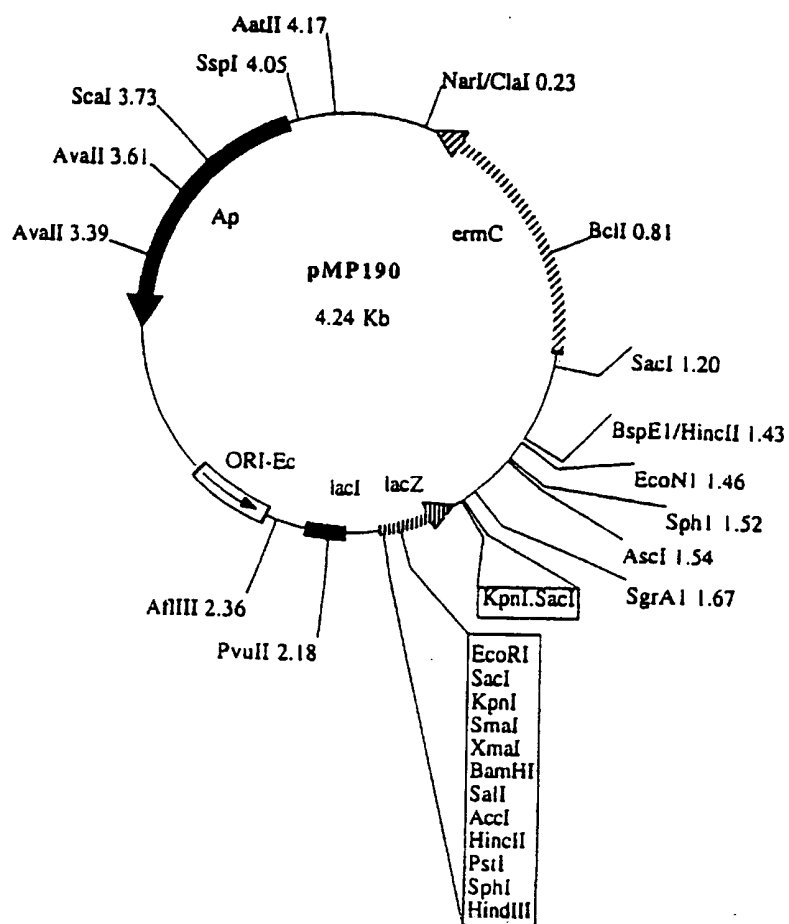 AatII 4.17
SspI 4.05
NarI/ClaI 0.23
ScaI 3.73
AvaII 3.61
Ap
ermC
BclI 0.81
AvaII 3.39
pMP190
4.24 Kb
SacI 1.20
BspE1/HincII 1.43
ORI-Ec
lacI
lacZ
EcoN1 1.46
Sph1 1.52
AscI 1.54
KpnI.SacI
SgrA1 1.67
AflIII 2.36
PvuII 2.18
EcoRI
SacI
KpnI
SmaI
XmaI
BamHI
SalI
AccI
HincII
PstI
SphI
HindIII